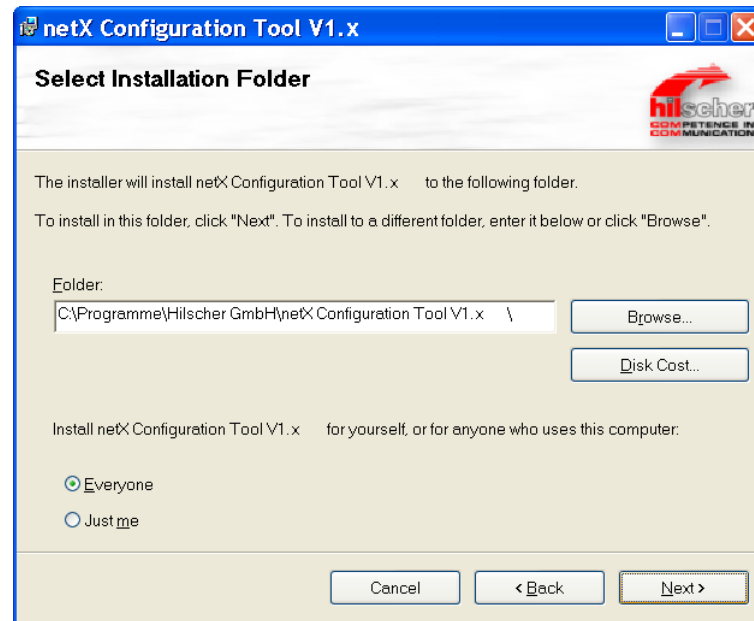 netX Configuration Tool V1.x
Select Installation Folder
hilscher
COMPETENCE IN
COMMUNICATION
The installer will install netX Configuration Tool V1.x to the following folder.
To install in this folder, click "Next". To install to a different folder, enter it below or click "Browse".
Folder:
C:\Programme\Hilscher GmbH\netX Configuration Tool V1.x \
Browse...
Disk Cost...
Install netX Configuration Tool V1.x for yourself, or for anyone who uses this computer:
Everyone
Just me
Cancel
< Back
Next >